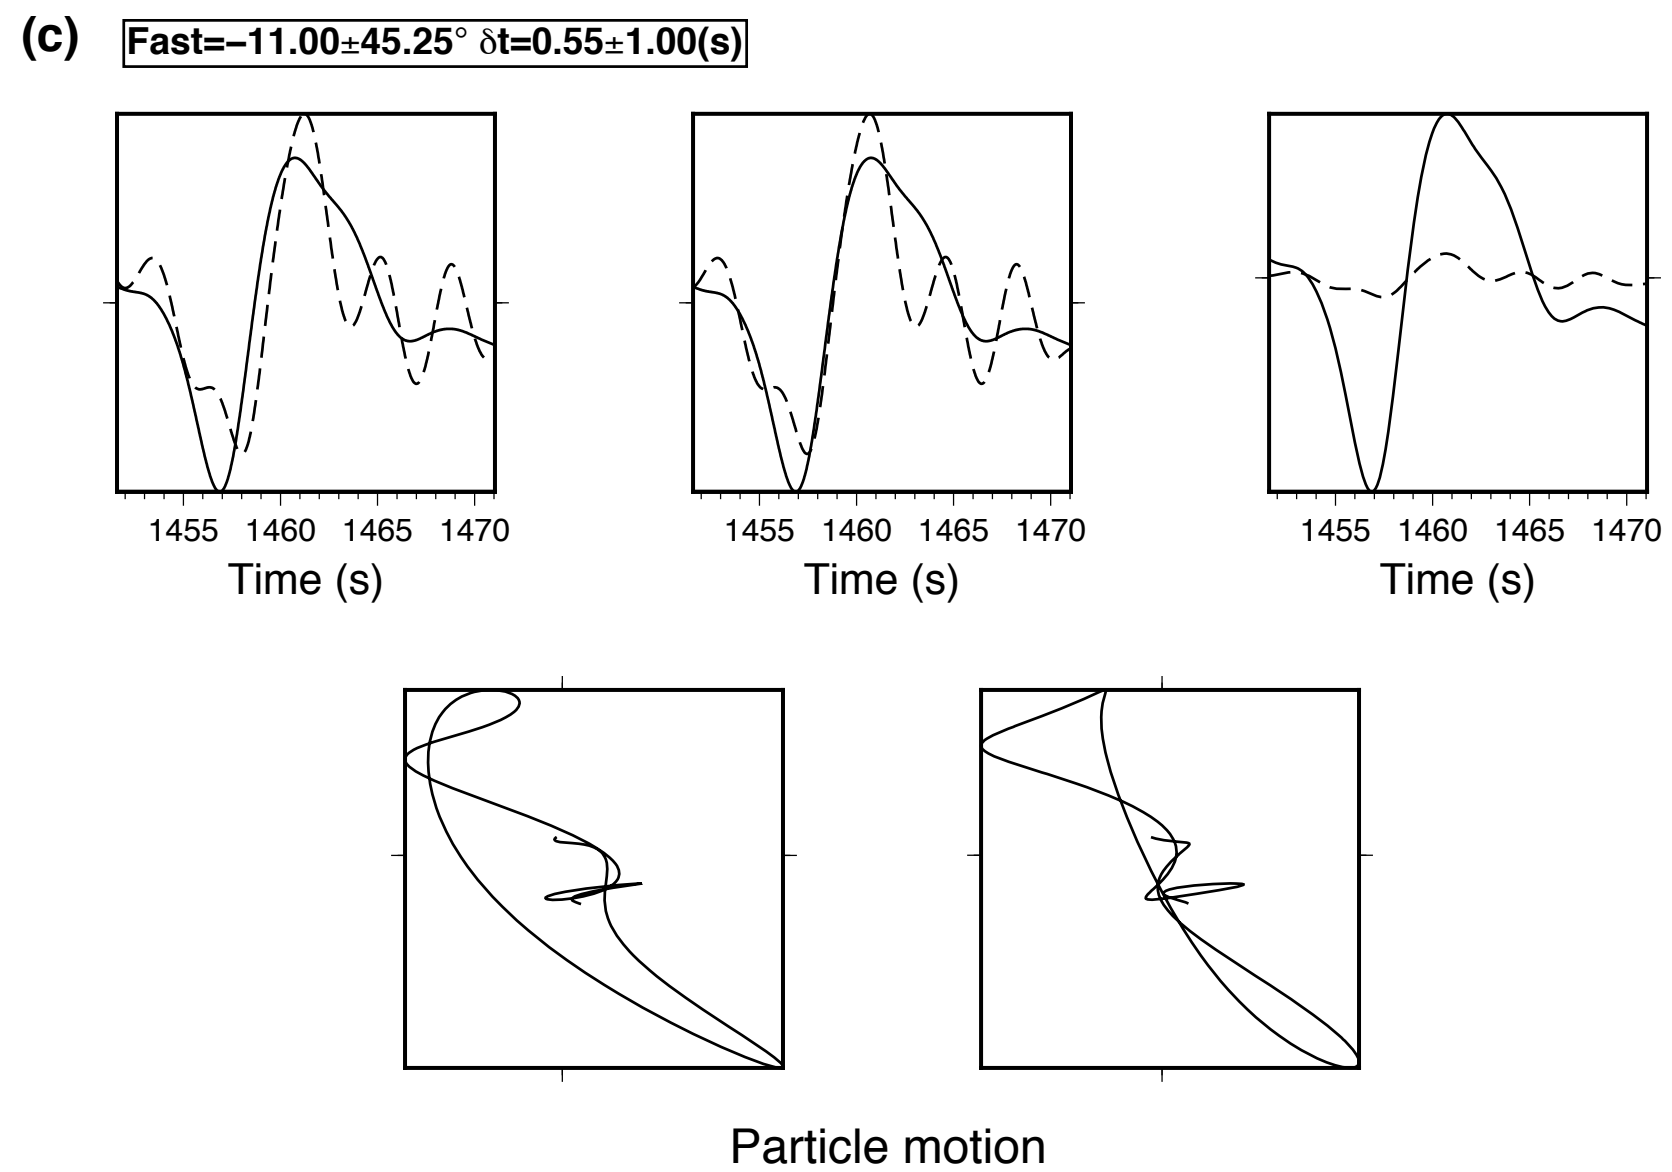 (c) Fast=−11.00±45.25° δt=0.55±1.00(s)
1455 1460 1465 1470 1455 1460 1465 1470 1455 1460 1465 1470
Time (s) Time (s) Time (s)
Particle motion